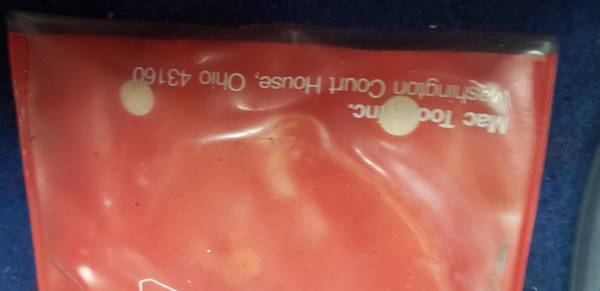 Mac Tools Inc.
Washington Court House, Ohio 43160